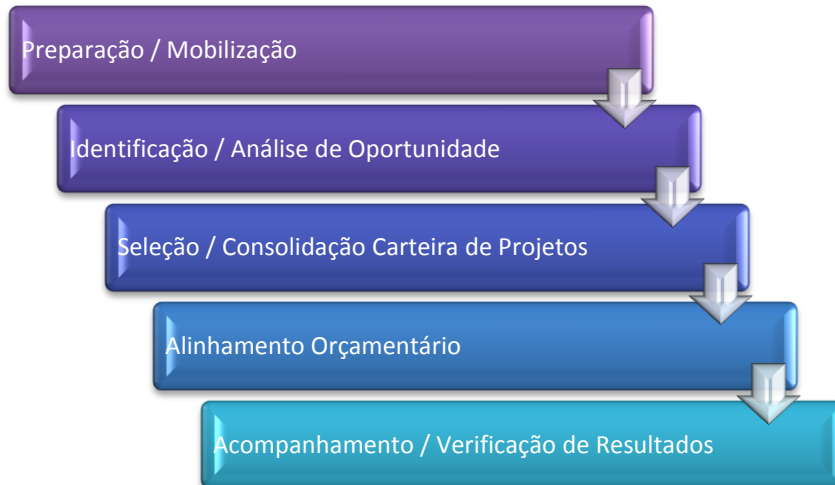 Preparação / Mobilização
Identificação / Análise de Oportunidade
Seleção / Consolidação Carteira de Projetos
Alinhamento Orçamentário
Acompanhamento / Verificação de Resultados